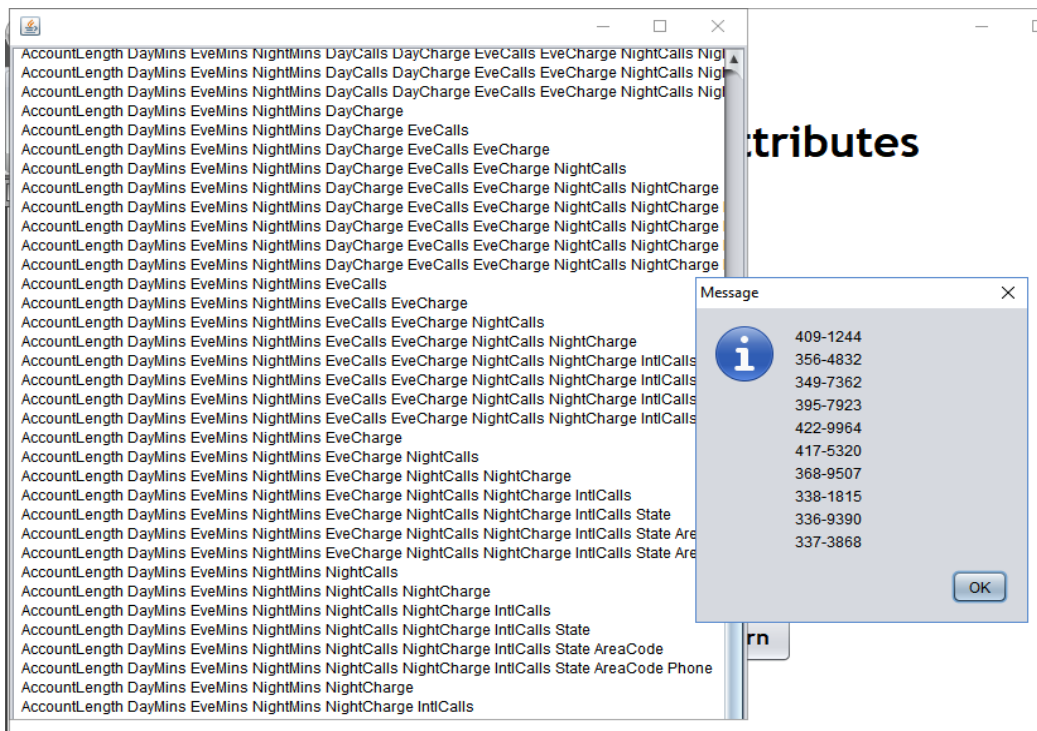 AccountLength DayMins EveMins NightMins DayCalls DayCharge EveCalls EveCharge NightCalls
AccountLength DayMins EveMins NightMins DayCalls DayCharge EveCalls EveCharge NightCalls
AccountLength DayMins EveMins NightMins DayCalls DayCharge EveCalls EveCharge NightCalls
AccountLength DayMins EveMins NightMins DayCharge
AccountLength DayMins EveMins NightMins DayCharge EveCalls
AccountLength DayMins EveMins NightMins DayCharge EveCalls EveCharge
AccountLength DayMins EveMins NightMins DayCharge EveCalls EveCharge NightCalls
AccountLength DayMins EveMins NightMins DayCharge EveCalls EveCharge NightCalls NightCharge
AccountLength DayMins EveMins NightMins DayCharge EveCalls EveCharge NightCalls NightCharge
AccountLength DayMins EveMins NightMins DayCharge EveCalls EveCharge NightCalls NightCharge
AccountLength DayMins EveMins NightMins DayCharge EveCalls EveCharge NightCalls NightCharge
AccountLength DayMins EveMins NightMins DayCharge EveCalls EveCharge NightCalls NightCharge
AccountLength DayMins EveMins NightMins EveCalls
AccountLength DayMins EveMins NightMins EveCalls EveCharge
AccountLength DayMins EveMins NightMins EveCalls EveCharge NightCalls
AccountLength DayMins EveMins NightMins EveCalls EveCharge NightCalls NightCharge
AccountLength DayMins EveMins NightMins EveCalls EveCharge NightCalls NightCharge IntlCalls
AccountLength DayMins EveMins NightMins EveCalls EveCharge NightCalls NightCharge IntlCalls
AccountLength DayMins EveMins NightMins EveCalls EveCharge NightCalls NightCharge IntlCalls
AccountLength DayMins EveMins NightMins EveCalls EveCharge NightCalls NightCharge IntlCalls
AccountLength DayMins EveMins NightMins EveCharge
AccountLength DayMins EveMins NightMins EveCharge NightCalls
AccountLength DayMins EveMins NightMins EveCharge NightCalls NightCharge
AccountLength DayMins EveMins NightMins EveCharge NightCalls NightCharge IntlCalls
AccountLength DayMins EveMins NightMins EveCharge NightCalls NightCharge IntlCalls State
AccountLength DayMins EveMins NightMins EveCharge NightCalls NightCharge IntlCalls State Are
AccountLength DayMins EveMins NightMins EveCharge NightCalls NightCharge IntlCalls State Are
AccountLength DayMins EveMins NightMins NightCalls
AccountLength DayMins EveMins NightMins NightCalls NightCharge
AccountLength DayMins EveMins NightMins NightCalls NightCharge IntlCalls
AccountLength DayMins EveMins NightMins NightCalls NightCharge IntlCalls State
AccountLength DayMins EveMins NightMins NightCalls NightCharge IntlCalls State AreaCode
AccountLength DayMins EveMins NightMins NightCalls NightCharge IntlCalls State AreaCode Phone
AccountLength DayMins EveMins NightMins NightCharge
AccountLength DayMins EveMins NightMins NightCharge IntlCalls
ttributes
Message
409-1244
356-4832
349-7362
395-7923
422-9964
417-5320
368-9507
338-1815
336-9390
337-3868
OK
rn